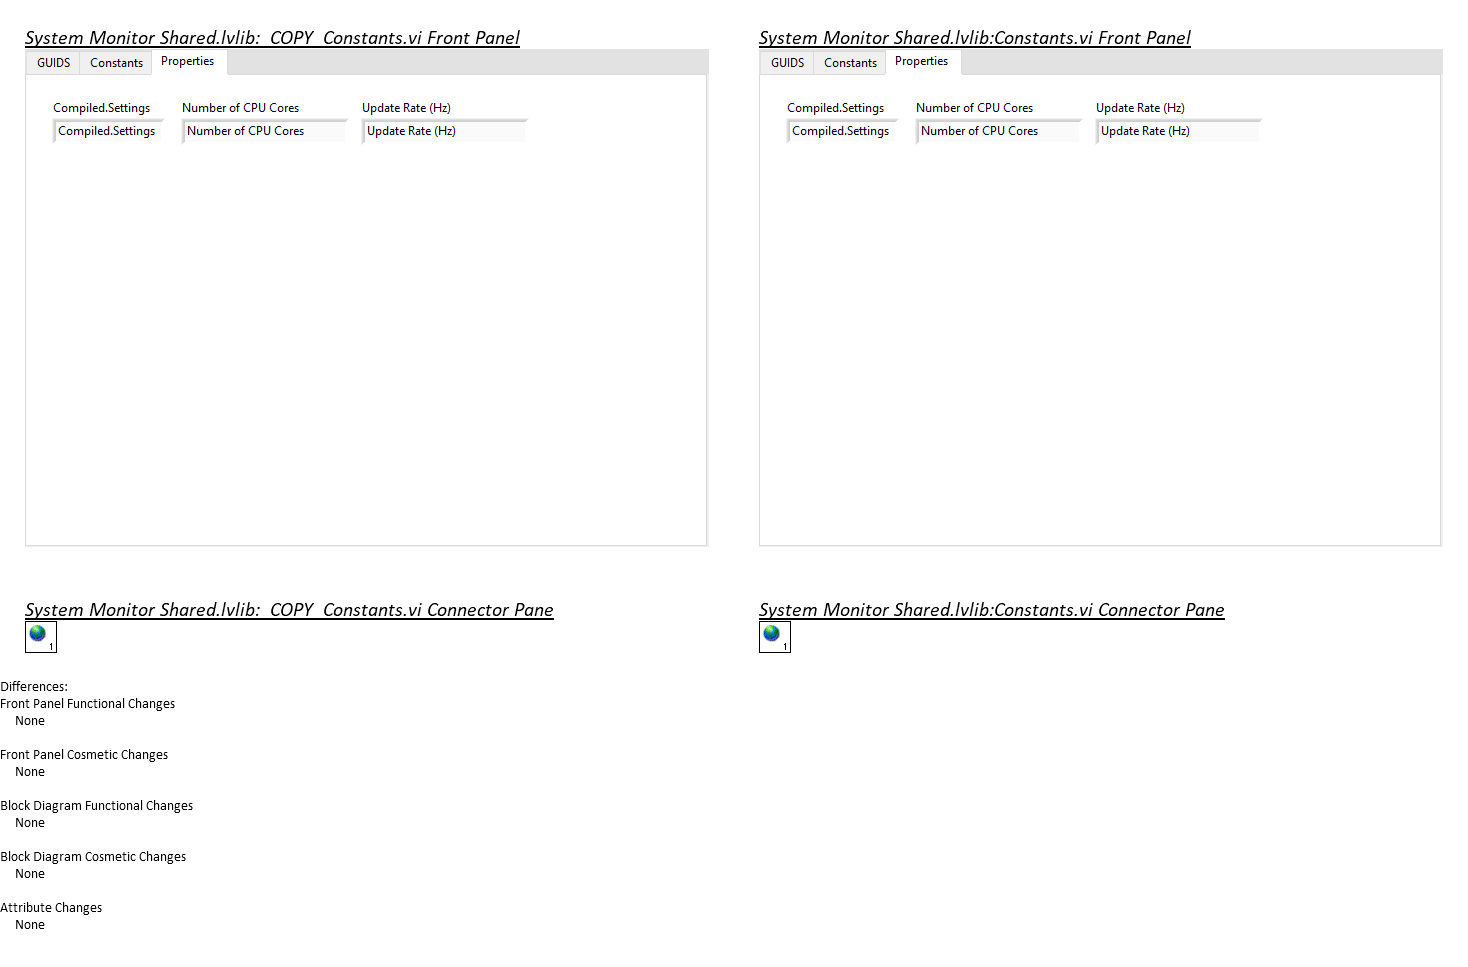 System Monitor Shared.lvlib:_COPY_Constants.vi Front Panel
System Monitor Shared.lvlib:Constants.vi Front Panel
GUIDS Constants Properties
GUIDS Constants Properties
Compiled.Settings Number of CPU Cores Update Rate (Hz)
Compiled.Settings Number of CPU Cores Update Rate (Hz)
Compiled.Settings Number of CPU Cores Update Rate (Hz)
Compiled.Settings Number of CPU Cores Update Rate (Hz)
System Monitor Shared.lvlib:_COPY_Constants.vi Connector Pane
System Monitor Shared.lvlib:Constants.vi Connector Pane
1
1
Differences:
Front Panel Functional Changes
None
Front Panel Cosmetic Changes
None
Block Diagram Functional Changes
None
Block Diagram Cosmetic Changes
None
Attribute Changes
None